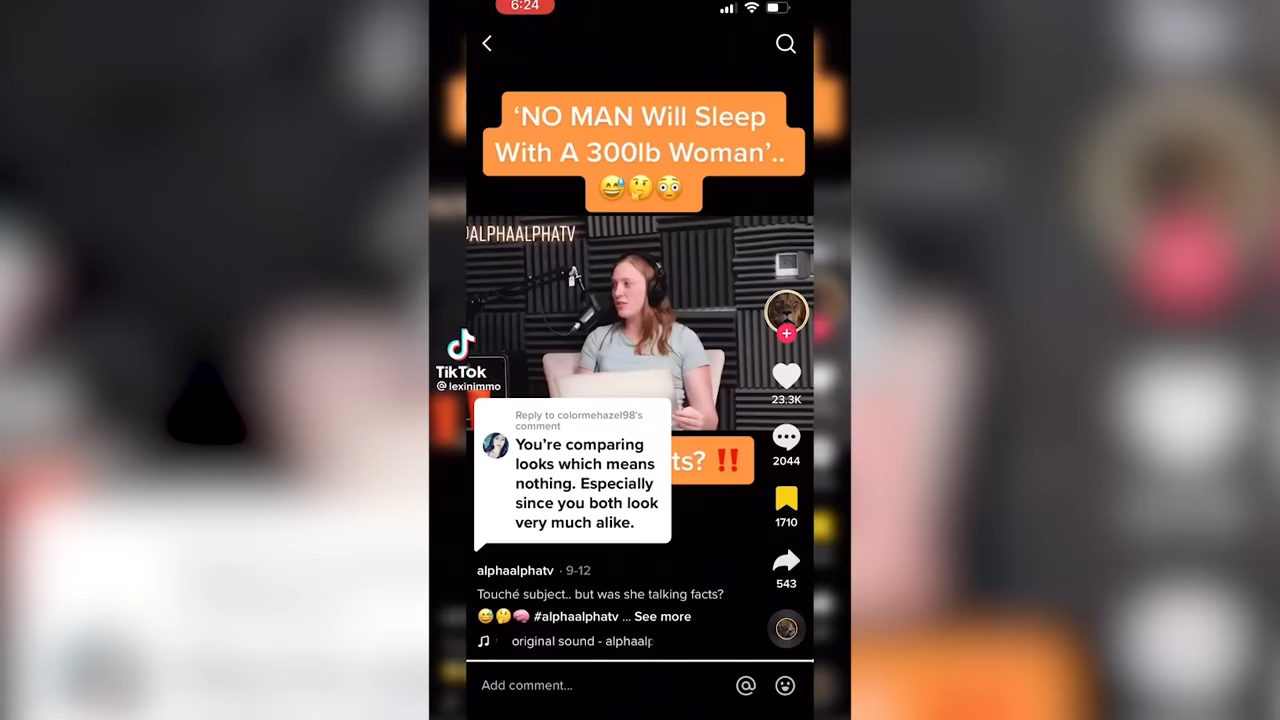 6:24
‘NO MAN Will Sleep
With A 300lb Woman’..
😅🤔😳
@ALPHAALPHATV
TikTok
@lexinimmo
23.3K
Reply to colormehazel98's
comment
You’re comparing
looks which means
nothing. Especially
since you both look
very much alike.
ts? ‼️
2044
1710
543
alphaalphatv · 9-12
Touché subject.. but was she talking facts?
😅🤔🧠 #alphaalphatv ... See more
original sound - alphaalp
Add comment...